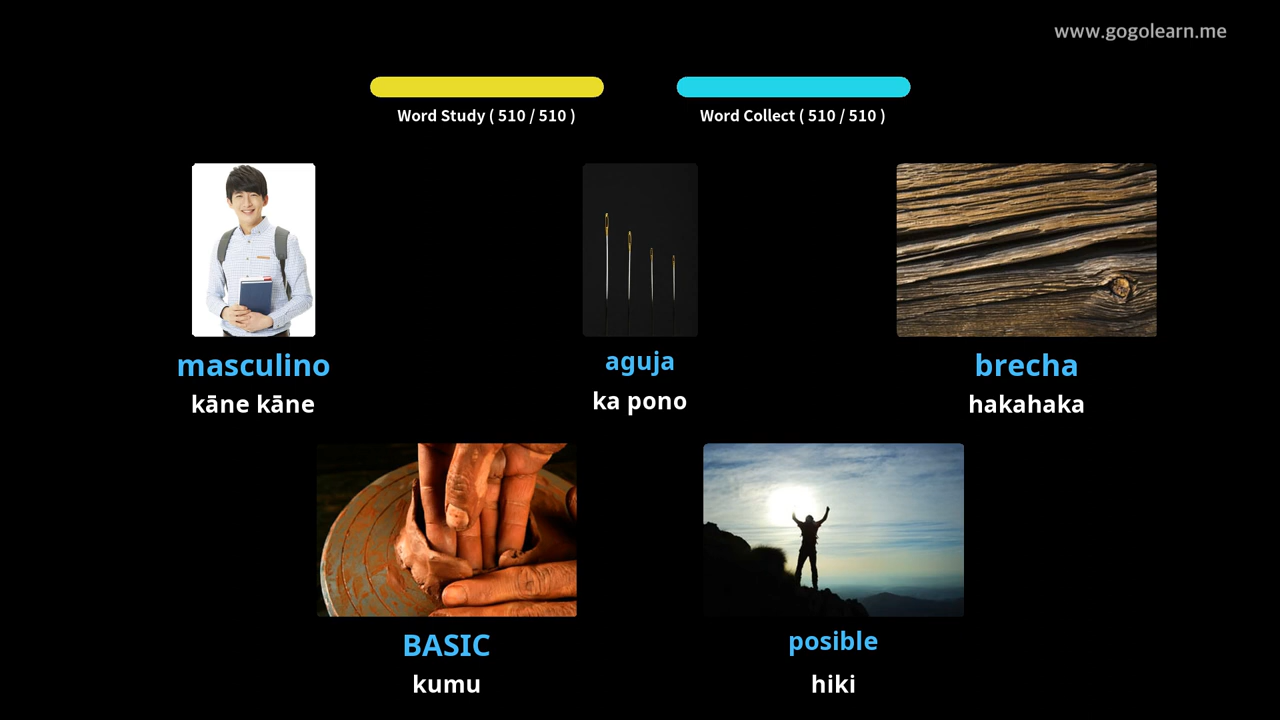 www.gogolearn.me
Word Study ( 510 / 510 )
Word Collect ( 510 / 510 )
masculino
kāne kāne
aguja
ka pono
brecha
hakahaka
BASIC
kumu
posible
hiki